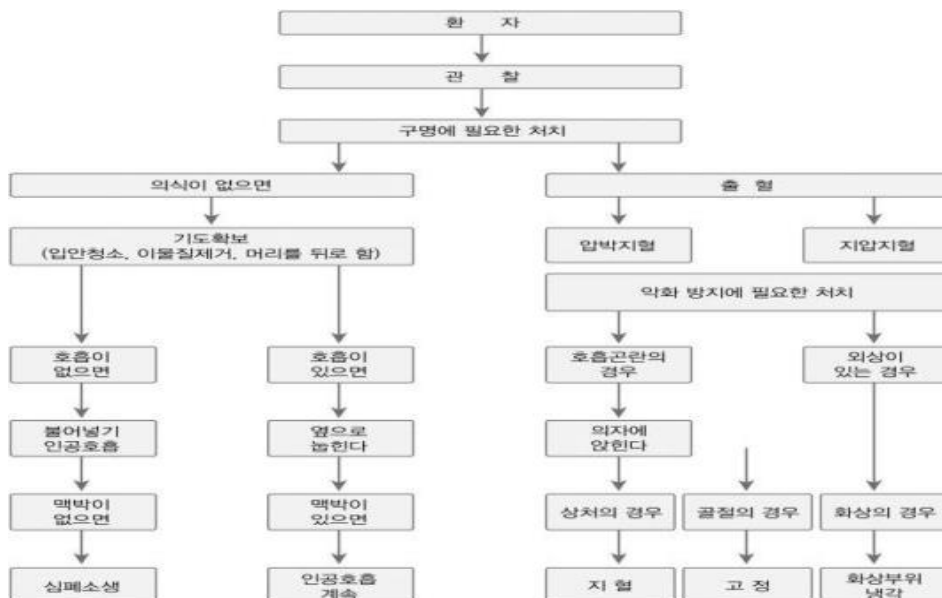 환 자
관 찰
구명에 필요한 처치
의식이 없으면
출 혈
기도확보
(입안청소, 이물질제거, 머리를 뒤로 함)
압박지혈
지압지혈
악화 방지에 필요한 처치
호흡이
없으면
호흡이
있으면
호흡곤란의
경우
외상이
있는 경우
불어넣기
인공호흡
옆으로
눕힌다
의자에
앉힌다
맥박이
없으면
맥박이
있으면
상처의 경우
골절의 경우
화상의 경우
심폐소생
인공호흡
계속
지 혈
고 정
화상부위
냉각